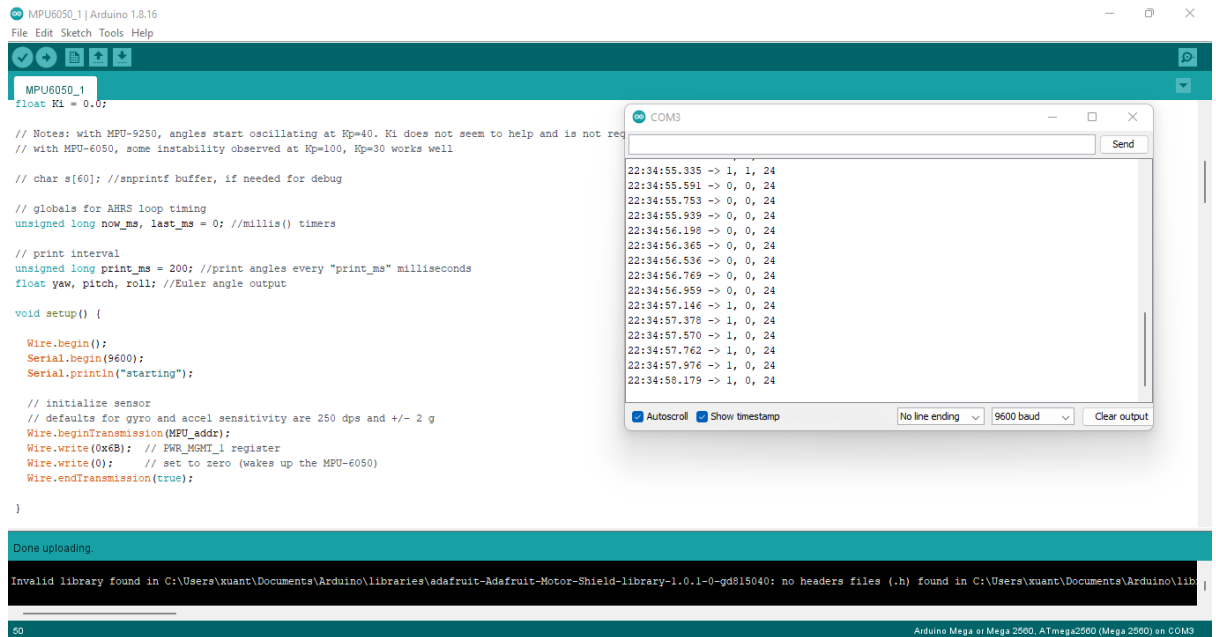 MPU6050_1 | Arduino 1.8.16
File Edit Sketch Tools Help
MPU6050_1
float Ki = 0.0;
// Notes: with MPU-9250, angles start oscillating at Kp=40. Ki does not seem to help and is not req
// with MPU-6050, some instability observed at Kp=100, Kp=30 works well
// char s[60]; //snprintf buffer, if needed for debug
// globals for AHRS loop timing
unsigned long now_ms, last_ms = 0; //millis() timers
// print interval
unsigned long print_ms = 200; //print angles every "print_ms" milliseconds
float yaw, pitch, roll; //Euler angle output
void setup() {
Wire.begin();
Serial.begin(9600);
Serial.println("starting");
// initialize sensor
// defaults for gyro and accel sensitivity are 250 dps and +/- 2 g
Wire.beginTransmission(MPU_addr);
Wire.write(0x6B);  // PWR_MGMT_1 register
Wire.write(0);     // set to zero (wakes up the MPU-6050)
Wire.endTransmission(true);
}
COM3
Send
22:34:55.335 -> 1, 1, 24
22:34:55.591 -> 0, 0, 24
22:34:55.753 -> 0, 0, 24
22:34:55.939 -> 0, 0, 24
22:34:56.198 -> 0, 0, 24
22:34:56.365 -> 0, 0, 24
22:34:56.536 -> 0, 0, 24
22:34:56.769 -> 0, 0, 24
22:34:56.959 -> 0, 0, 24
22:34:57.146 -> 1, 0, 24
22:34:57.378 -> 1, 0, 24
22:34:57.570 -> 1, 0, 24
22:34:57.762 -> 1, 0, 24
22:34:57.976 -> 1, 0, 24
22:34:58.179 -> 1, 0, 24
Autoscroll Show timestamp No line ending 9600 baud Clear output
Done uploading.
Invalid library found in C:\Users\xuant\Documents\Arduino\libraries\adafruit-Adafruit-Motor-Shield-library-1.0.1-0-gd815040: no headers files (.h) found in C:\Users\xuant\Documents\Arduino\lib
50 Arduino Mega or Mega 2560, ATmega2560 (Mega 2560) on COM3